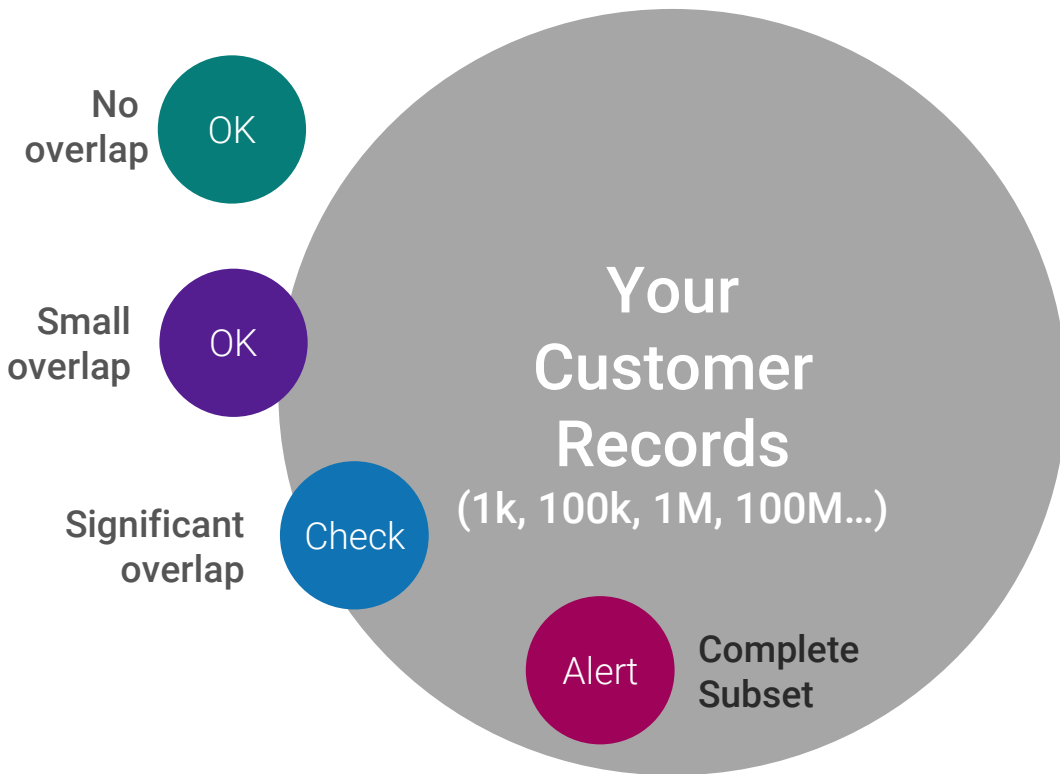 No
overlap
OK
Small
overlap
OK
Your
Customer
Records
(1k, 100k, 1M, 100M…)
Significant
overlap
Check
Alert
Complete
Subset